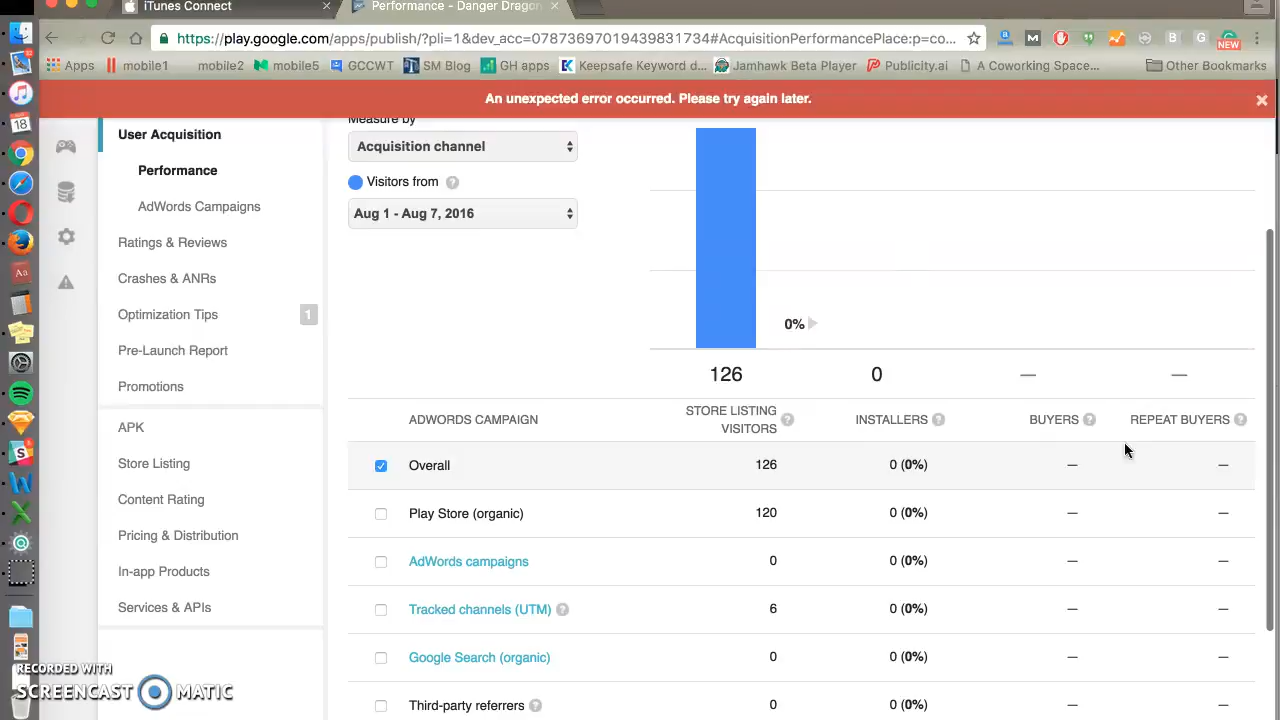 iTunes Connect
Performance - Danger Dragon
https://play.google.com/apps/publish/?pli=1&dev_acc=07873697019439831734#AcquisitionPerformancePlace:p=co...
NEW
Apps mobile1 mobile2 mobile5 GCCWT SM Blog GH apps Keepsafe Keyword d... Jamhawk Beta Player Publicity.ai A Coworking Space... Other Bookmarks
An unexpected error occurred. Please try again later.
User Acquisition
Performance
AdWords Campaigns
Ratings & Reviews
Crashes & ANRs
Optimization Tips 1
Pre-Launch Report
Promotions
APK
Store Listing
Content Rating
Pricing & Distribution
In-app Products
Services & APIs
Measure by
Acquisition channel
Visitors from
Aug 1 - Aug 7, 2016
0%
126 0 — —
ADWORDS CAMPAIGN STORE LISTING VISITORS INSTALLERS BUYERS REPEAT BUYERS
Overall 126 0 (0%) — —
Play Store (organic) 120 0 (0%) — —
AdWords campaigns 0 0 (0%) — —
Tracked channels (UTM) 6 0 (0%) — —
Google Search (organic) 0 0 (0%) — —
Third-party referrers 0 0 (0%) — —
18
Aa
RECORDED WITH
SCREENCAST MATIC